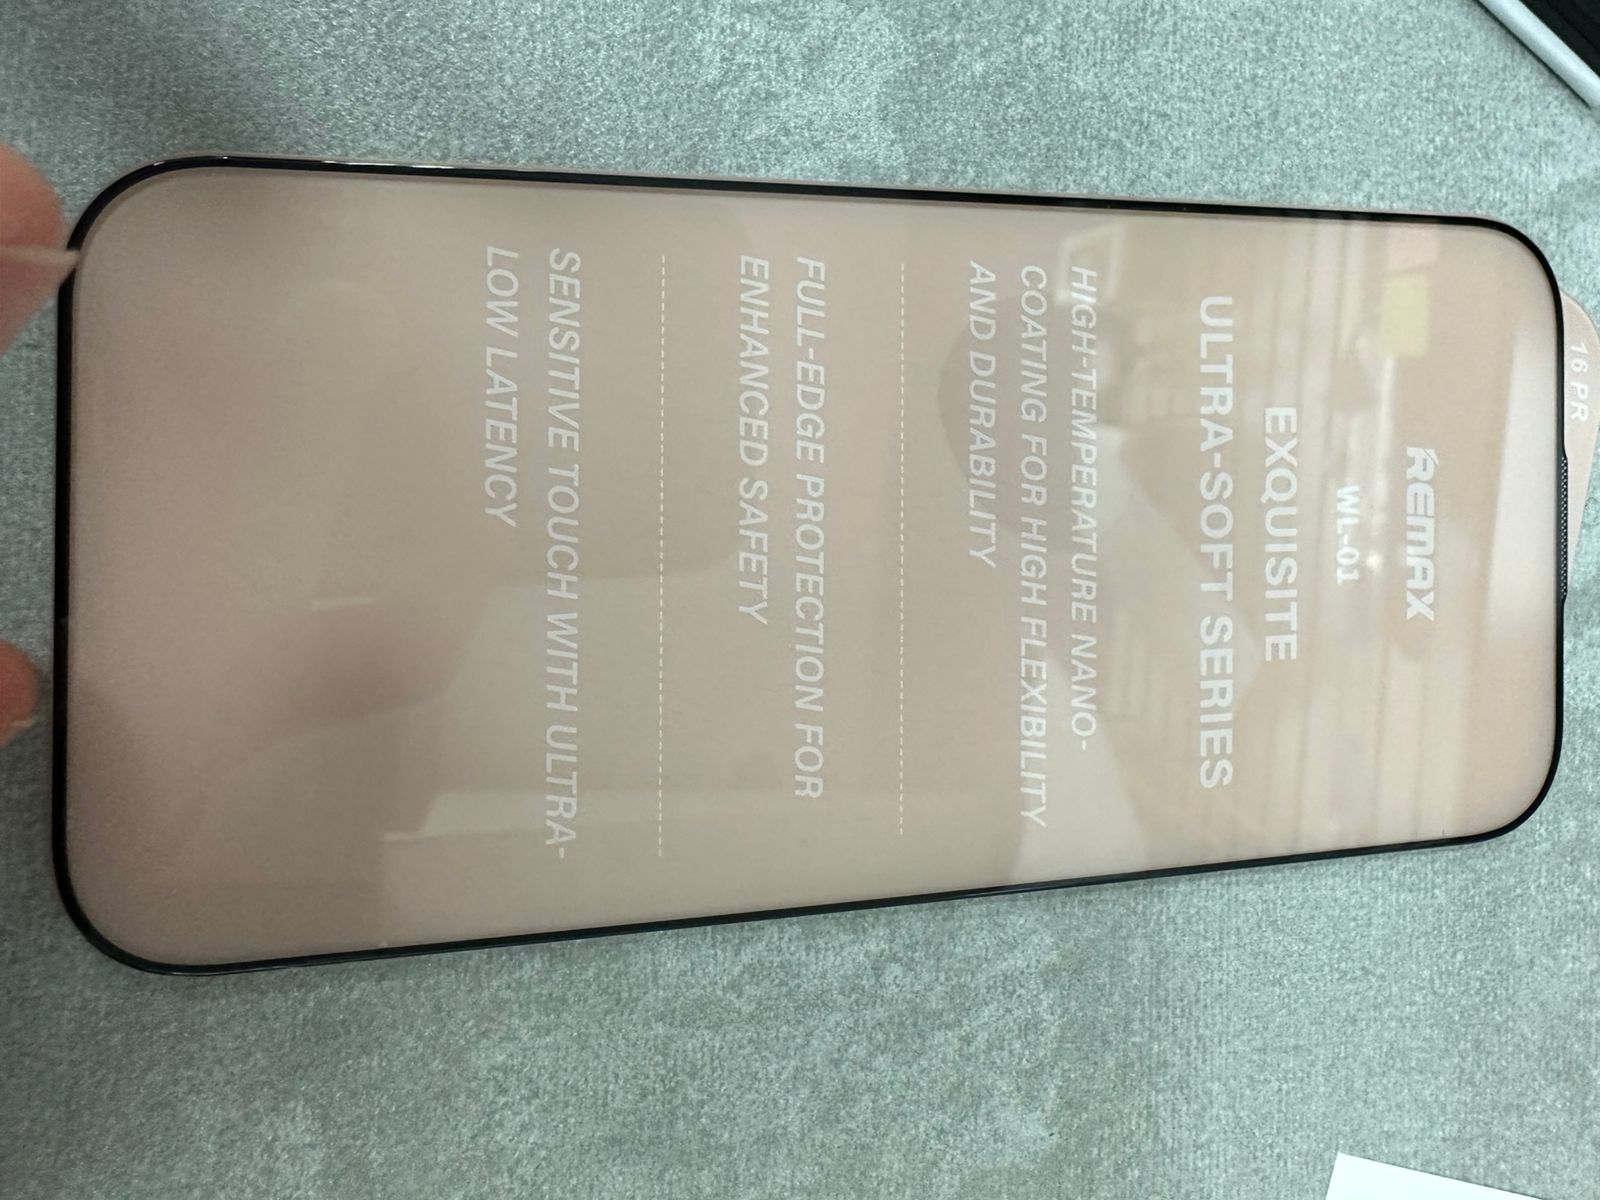 16 PR
REMAX
WL-01
EXQUISITE
ULTRA-SOFT SERIES
HIGH-TEMPERATURE NANO-
COATING FOR HIGH FLEXIBILITY
AND DURABILITY
FULL-EDGE PROTECTION FOR
ENHANCED SAFETY
SENSITIVE TOUCH WITH ULTRA-
LOW LATENCY